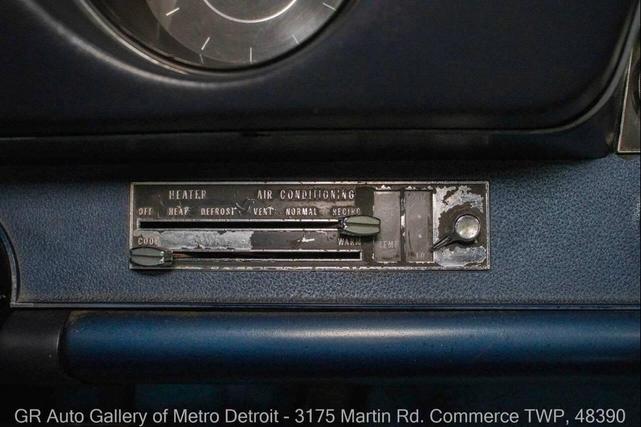 HEATER AIR CONDITIONING
OFF HEAT DEFROST VENT NORMAL RECIRC
COOL WARM TEMP
GR Auto Gallery of Metro Detroit - 3175 Martin Rd. Commerce TWP, 48390